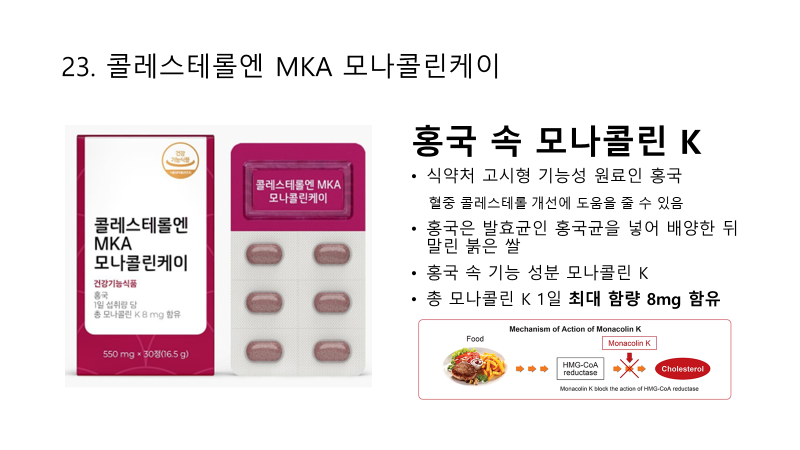 23. 콜레스테롤엔 MKA 모나콜린케이
건강
기능식품
콜레스테롤엔
MKA
모나콜린케이
건강기능식품
홍국
1일 섭취량 당
총 모나콜린 K 8 mg 함유
550 mg × 30정(16.5 g)
콜레스테롤엔 MKA
모나콜린케이
홍국 속 모나콜린 K
• 식약처 고시형 기능성 원료인 홍국
혈중 콜레스테롤 개선에 도움을 줄 수 있음
• 홍국은 발효균인 홍국균을 넣어 배양한 뒤
말린 붉은 쌀
• 홍국 속 기능 성분 모나콜린 K
• 총 모나콜린 K 1일 최대 함량 8mg 함유
Mechanism of Action of Monacolin K
Food
Monacolin K
HMG-CoA
reductase
Cholesterol
Monacolin K block the action of HMG-CoA reductase